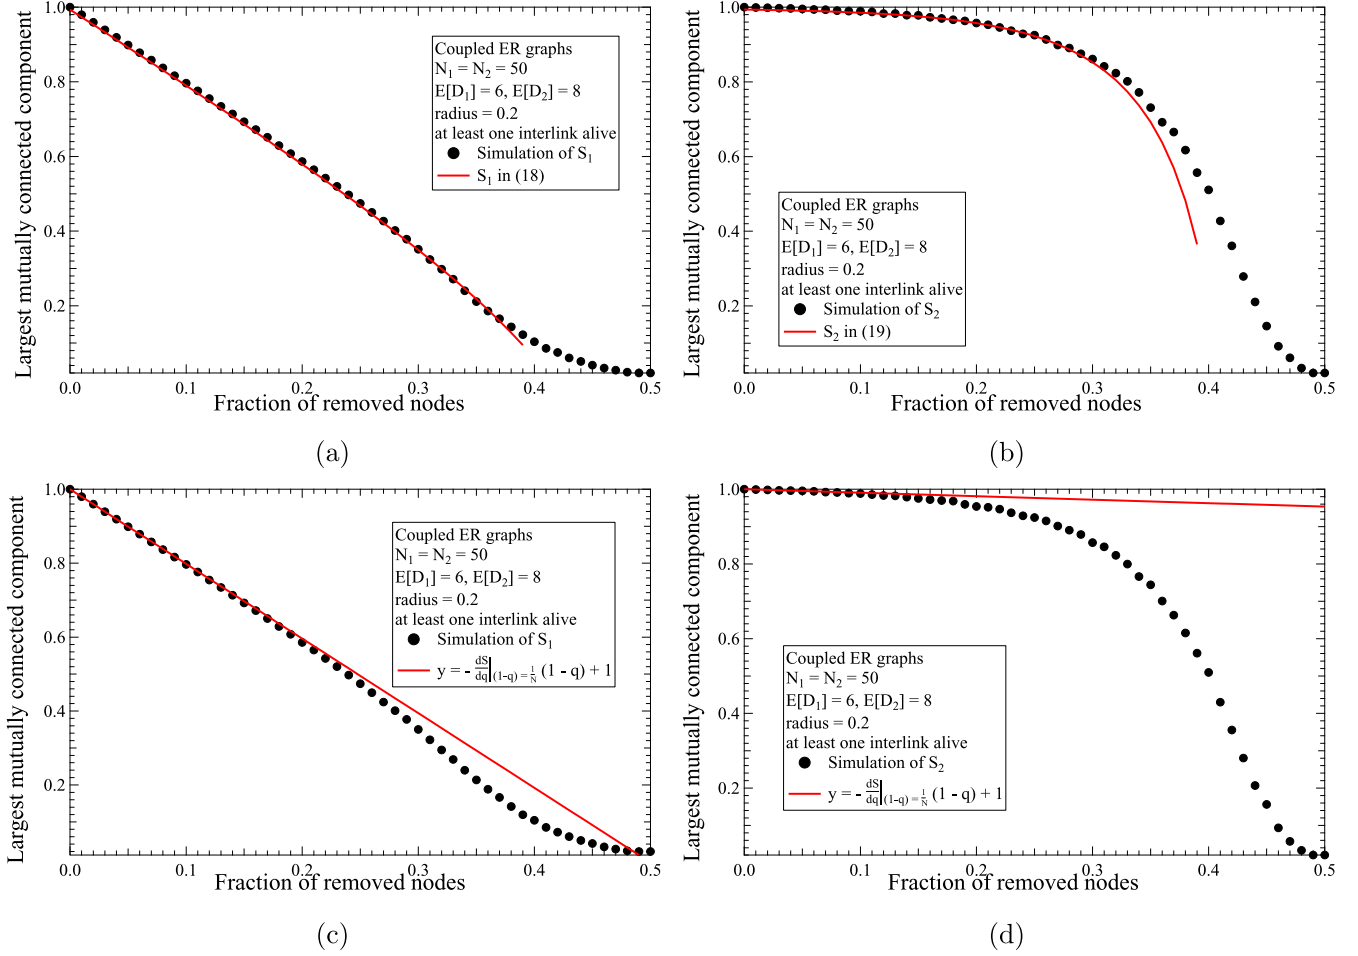 Largest mutually connected component
1.0
0.8
0.6
0.4
0.2
0.0
0.1
0.2
0.3
0.4
0.5
Fraction of removed nodes
Coupled ER graphs
N₁ = N₂ = 50
E[D₁] = 6, E[D₂] = 8
radius = 0.2
at least one interlink alive
Simulation of S₁
S₁ in (18)
(a)
Largest mutually connected component
1.0
0.8
0.6
0.4
0.2
0.0
0.1
0.2
0.3
0.4
0.5
Fraction of removed nodes
Coupled ER graphs
N₁ = N₂ = 50
E[D₁] = 6, E[D₂] = 8
radius = 0.2
at least one interlink alive
Simulation of S₂
S₂ in (19)
(b)
Largest mutually connected component
1.0
0.8
0.6
0.4
0.2
0.0
0.1
0.2
0.3
0.4
0.5
Fraction of removed nodes
Coupled ER graphs
N₁ = N₂ = 50
E[D₁] = 6, E[D₂] = 8
radius = 0.2
at least one interlink alive
Simulation of S₁
y = - dS/dq |(1-q) = 1/N (1 - q) + 1
(c)
Largest mutually connected component
1.0
0.8
0.6
0.4
0.2
0.0
0.1
0.2
0.3
0.4
0.5
Fraction of removed nodes
Coupled ER graphs
N₁ = N₂ = 50
E[D₁] = 6, E[D₂] = 8
radius = 0.2
at least one interlink alive
Simulation of S₂
y = - dS/dq |(1-q) = 1/N (1 - q) + 1
(d)